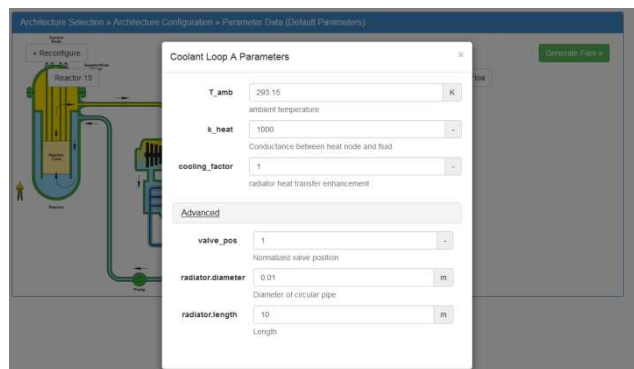 Architecture Selection » Architecture Configuration » Parameter Data (Default Parameters)
« Reconfigure
Generate Files »
Reactor 15
Coolant Loop A Parameters
×
T_amb
293.15
K
ambient temperature
k_heat
1000
-
Conductance between heat node and fluid
cooling_factor
1
-
radiator heat transfer enhancement
Advanced
valve_pos
1
-
Normalized valve position
radiator.diameter
0.01
m
Diameter of circular pipe
radiator.length
10
m
Length
Reactor
Pump